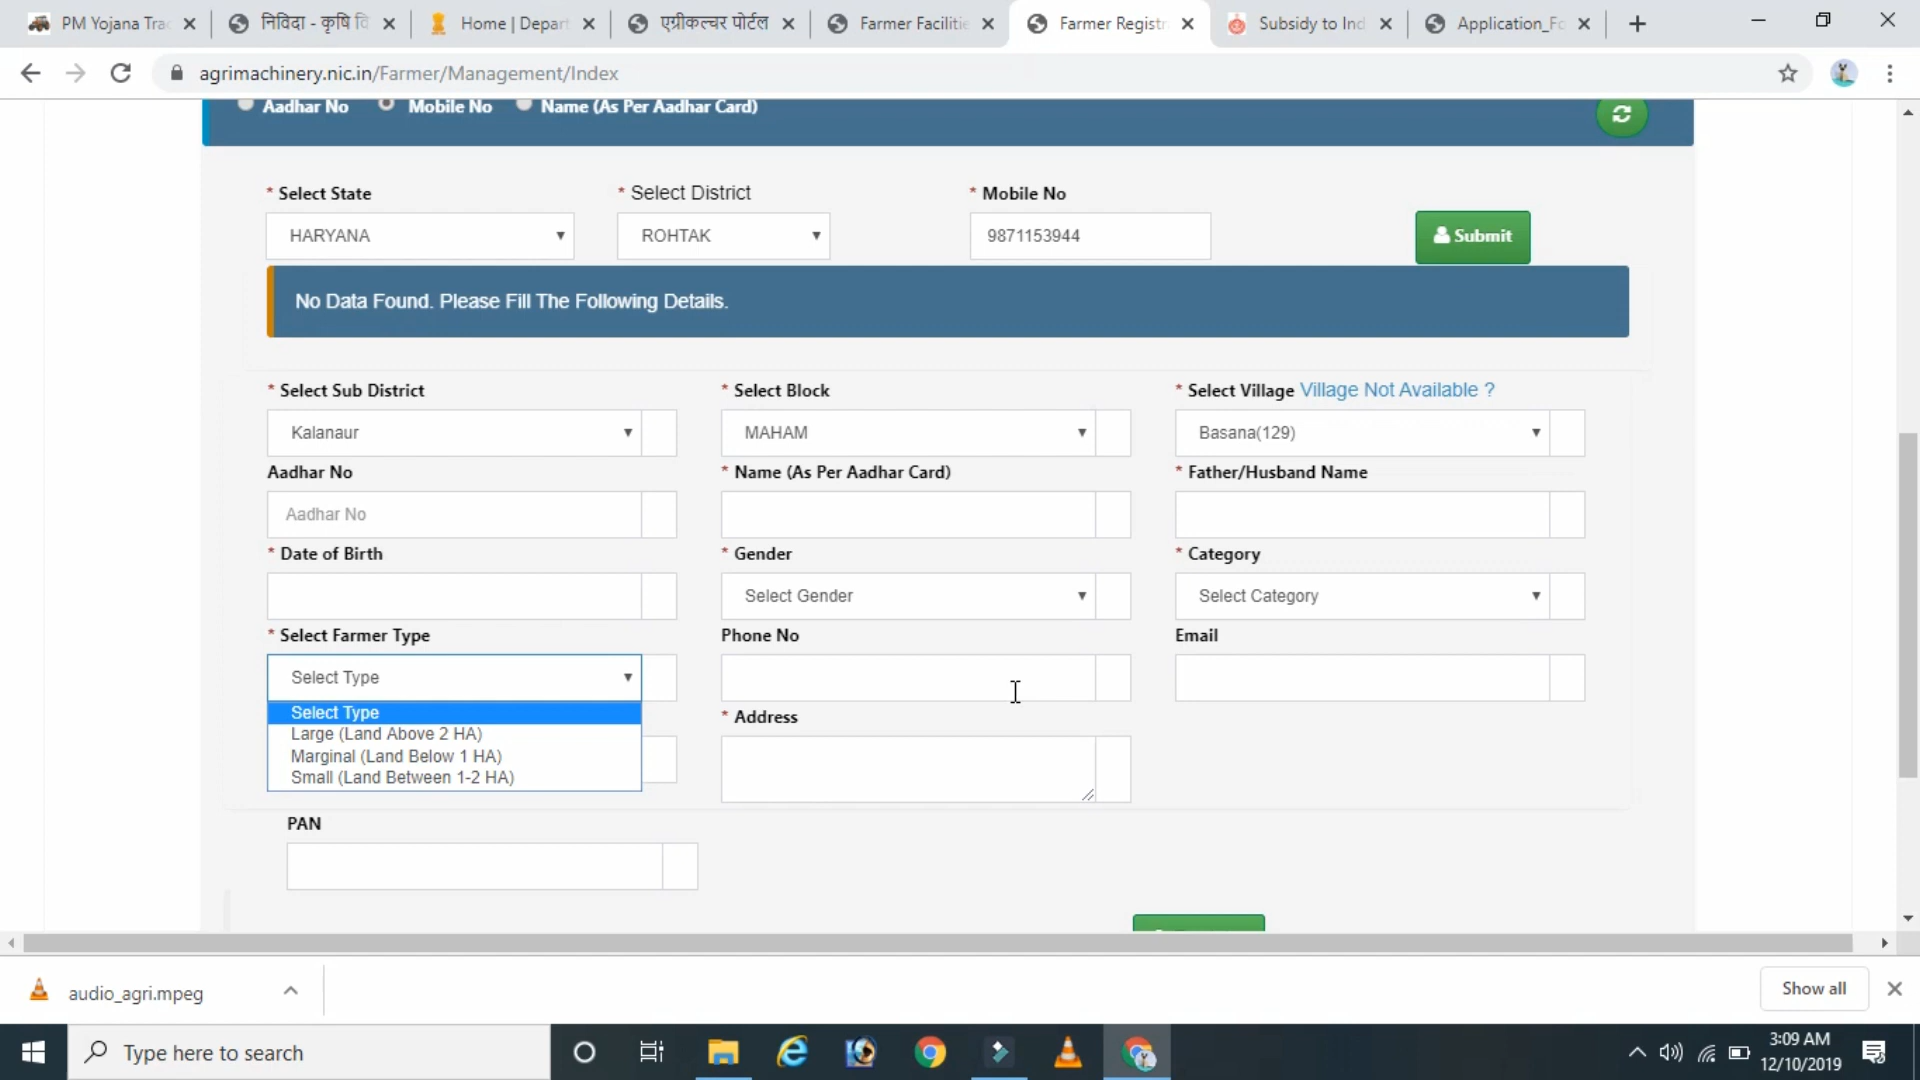 PM Yojana Tra
निविदा - कृषि वि
Home | Depar
एग्रीकल्चर पोर्टल
Farmer Facilitie
Farmer Registr
Subsidy to Ind
Application_Fo
agrimachinery.nic.in/Farmer/Management/Index
Aadhar No Mobile No Name (As Per Aadhar Card)
* Select State * Select District * Mobile No
HARYANA ROHTAK 9871153944 Submit
No Data Found. Please Fill The Following Details.
* Select Sub District * Select Block * Select Village Village Not Available ?
Kalanaur MAHAM Basana(129)
Aadhar No * Name (As Per Aadhar Card) * Father/Husband Name
Aadhar No
* Date of Birth * Gender * Category
Select Gender Select Category
* Select Farmer Type Phone No Email
Select Type
Select Type
Large (Land Above 2 HA)
Marginal (Land Below 1 HA)
Small (Land Between 1-2 HA)
* Address
PAN
audio_agri.mpeg Show all
Type here to search
3:09 AM
12/10/2019